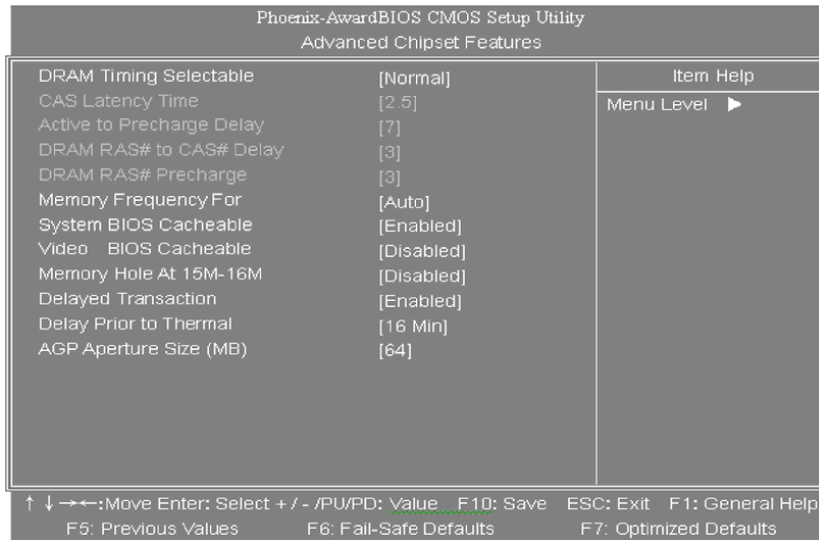 Phoenix-AwardBIOS CMOS Setup Utility
Advanced Chipset Features
DRAM Timing Selectable [Normal] Item Help
CAS Latency Time [2.5] Menu Level ▶
Active to Precharge Delay [7]
DRAM RAS# to CAS# Delay [3]
DRAM RAS# Precharge [3]
Memory Frequency For [Auto]
System BIOS Cacheable [Enabled]
Video BIOS Cacheable [Disabled]
Memory Hole At 15M-16M [Disabled]
Delayed Transaction [Enabled]
Delay Prior to Thermal [16 Min]
AGP Aperture Size (MB) [64]
↑ ↓ → ←:Move Enter: Select + / - /PU/PD: Value F10: Save ESC: Exit F1: General Help
F5: Previous Values F6: Fail-Safe Defaults F7: Optimized Defaults